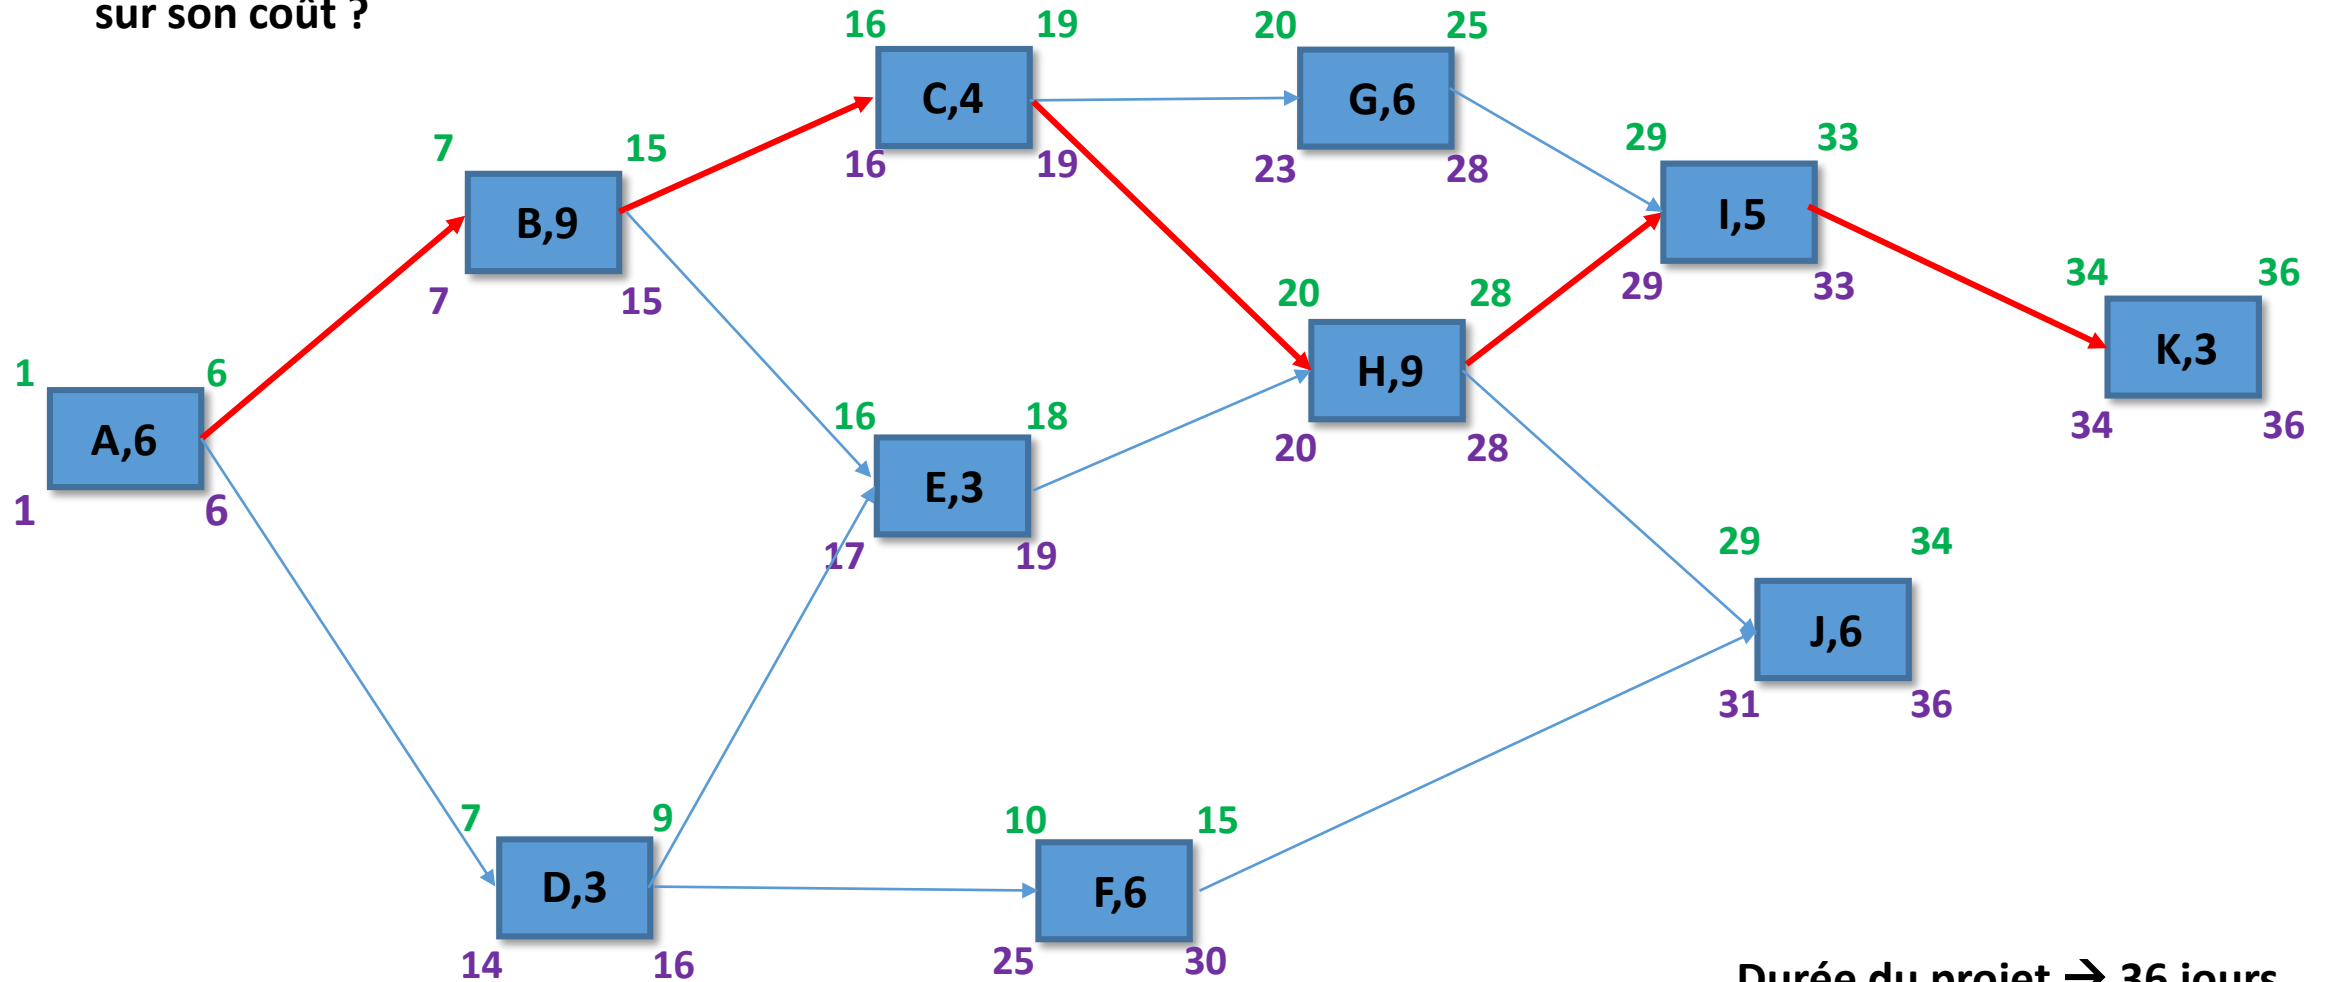 sur son coût ?
16 19
C,4
16 19
20 25
G,6
23 28
7 15
B,9
7 15
29 33
I,5
29 33
20 28
H,9
20 28
34 36
K,3
34 36
1 6
A,6
1 6
16 18
E,3
17 19
29 34
J,6
31 36
7 9
D,3
14 16
10 15
F,6
25 30
Durée du projet → 36 jours